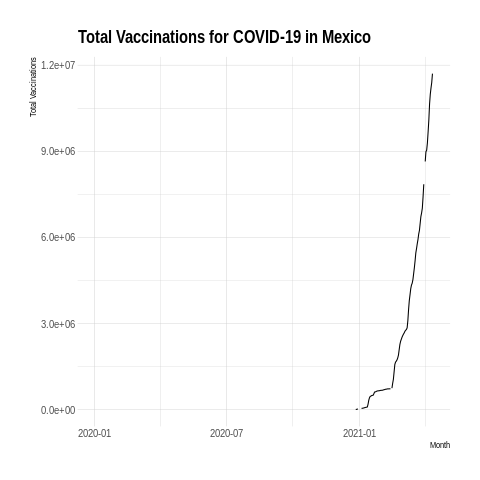 Total Vaccinations for COVID-19 in Mexico
Total Vaccinations
1.2e+07
9.0e+06
6.0e+06
3.0e+06
0.0e+00
2020-01
2020-07
2021-01
Month